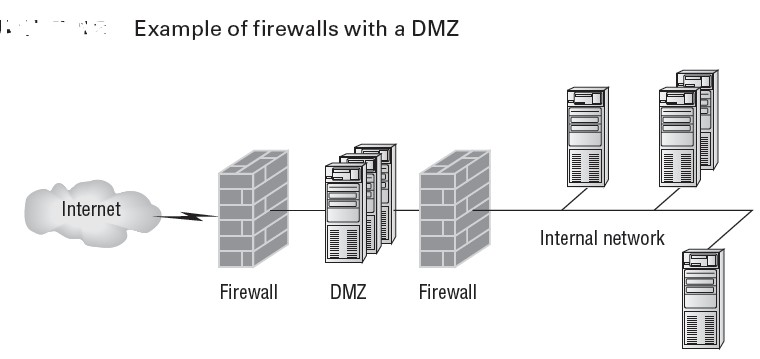 Example of firewalls with a DMZ
Internet
Internal network
Firewall
DMZ
Firewall